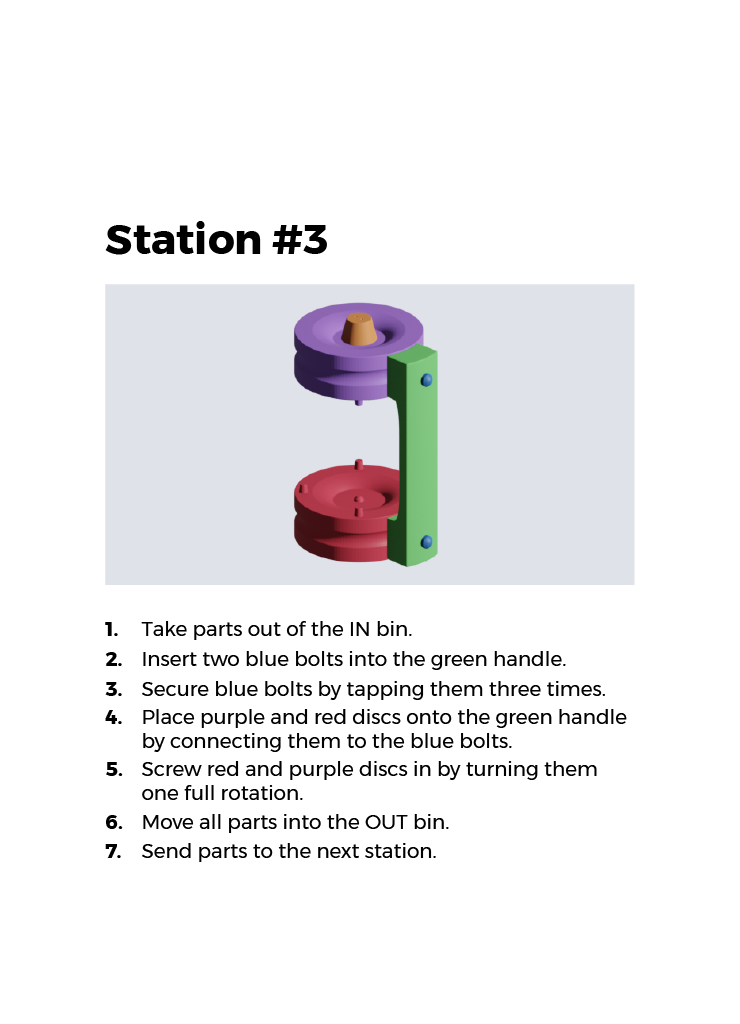 Station #3
1. Take parts out of the IN bin.
2. Insert two blue bolts into the green handle.
3. Secure blue bolts by tapping them three times.
4. Place purple and red discs onto the green handle
by connecting them to the blue bolts.
5. Screw red and purple discs in by turning them
one full rotation.
6. Move all parts into the OUT bin.
7. Send parts to the next station.